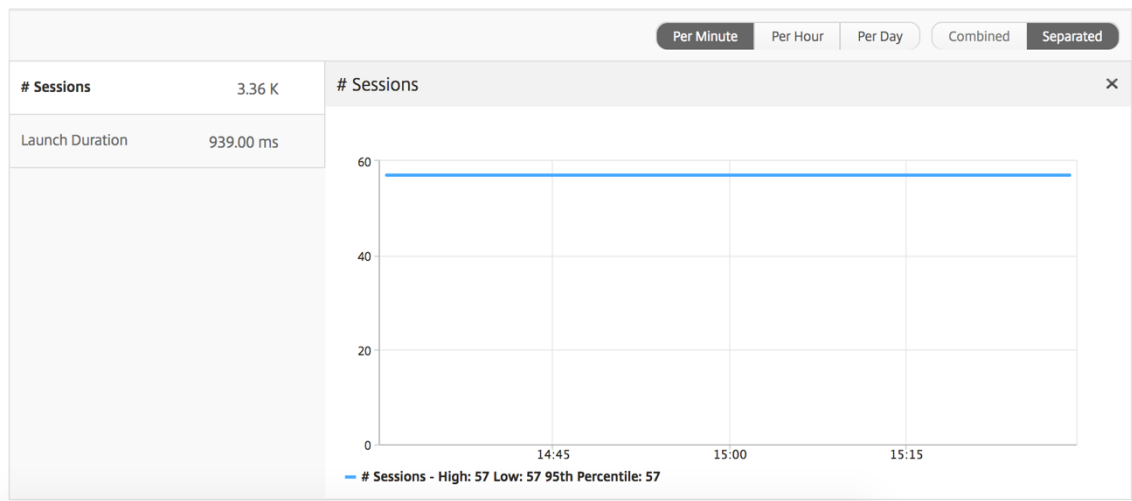 Per Minute Per Hour Per Day Combined Separated
# Sessions 3.36 K
Launch Duration 939.00 ms
# Sessions ×
60
40
20
0
14:45 15:00 15:15
# Sessions - High: 57 Low: 57 95th Percentile: 57